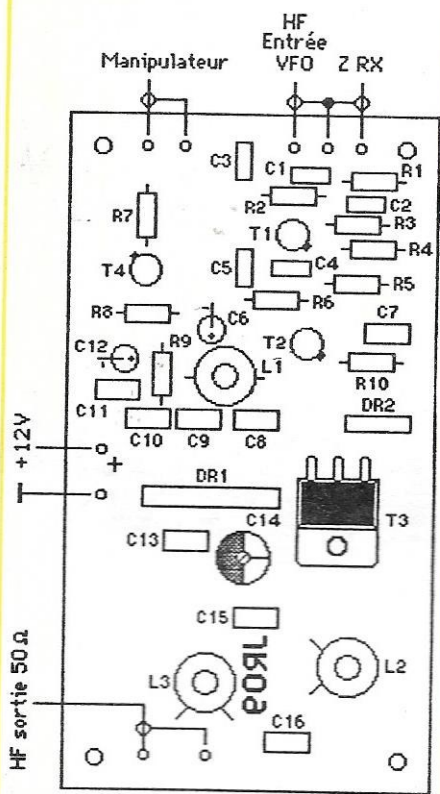 HF
Entrée
Manipulateur VFO Z RX
C3 C1 R1
R2 C2
R7 R3
T1 R4
T4 C5 C4 R5
R6
R8 C6 C7
C12 R9 T2
L1
C11 R10
C10 C9 C8 DR2
+12V
+
DR1
—
C14 T3
C13
C15
JR09
L3 L2
HF sortie 50Ω
C16